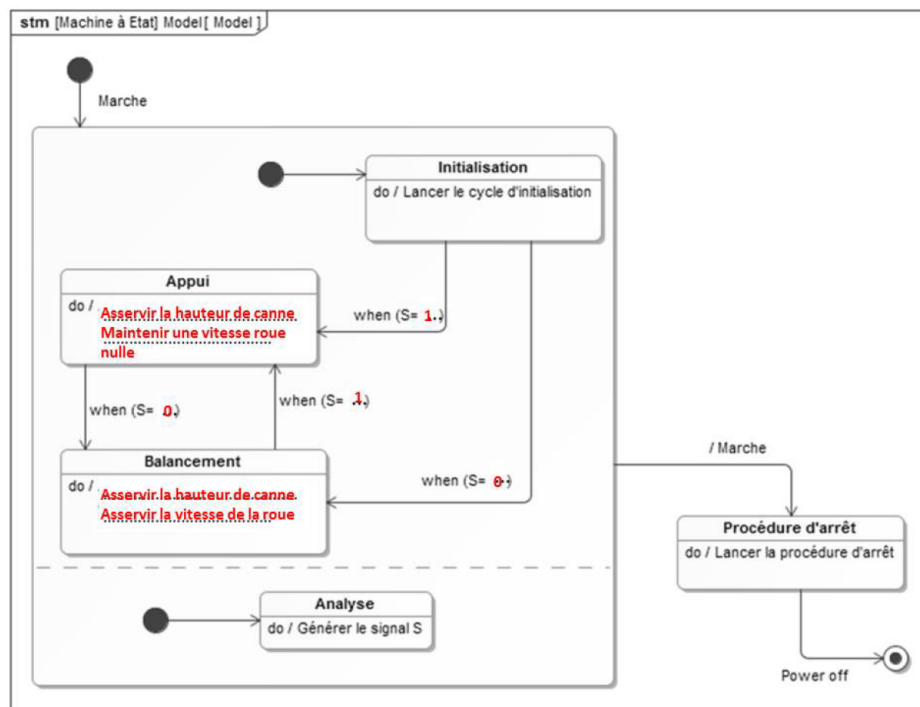 stm [Machine à Etat] Model[ Model ]
Marche
Initialisation
do / Lancer le cycle d'initialisation
Appui
do / Asservir la hauteur de canne
Maintenir une vitesse roue
nulle
when (S= 1..)
when (S= .0.)
when (S= .1.)
Balancement
do / Asservir la hauteur de canne
Asservir la vitesse de la roue
when (S= 0..)
/ Marche
Procédure d'arrêt
do / Lancer la procédure d'arrêt
Analyse
do / Générer le signal S
Power off